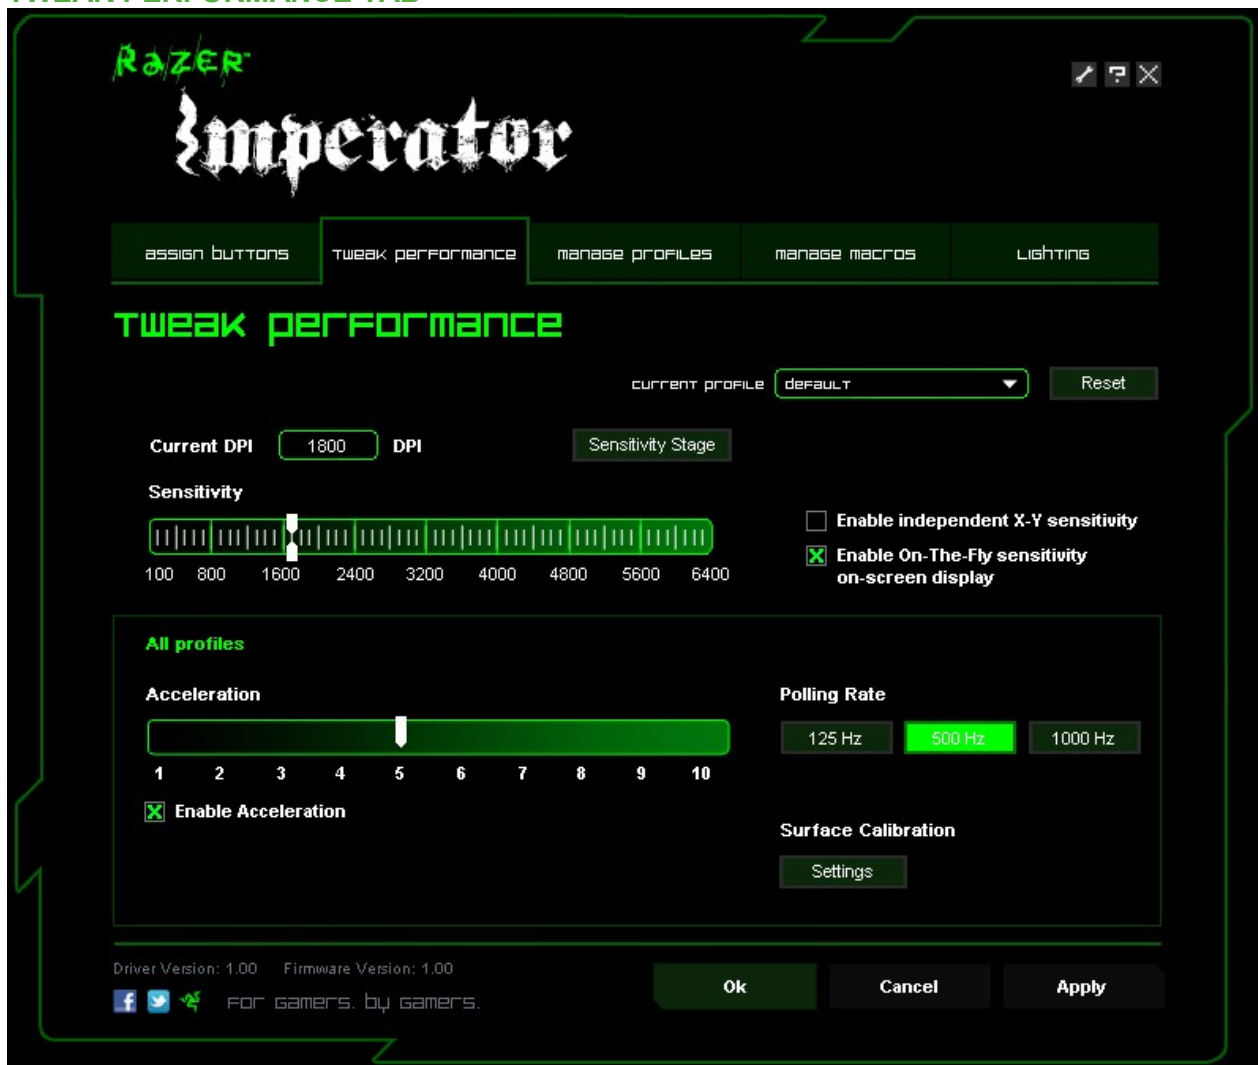 TWEAK PERFORMANCE TAB
RAZER™
Imperator
assign buttons
tweak performance
manage profiles
manage macros
Lighting
tweak performance
current profile default Reset
Current DPI 1800 DPI Sensitivity Stage
Sensitivity
100 800 1600 2400 3200 4000 4800 5600 6400
Enable independent X-Y sensitivity
Enable On-The-Fly sensitivity
on-screen display
All profiles
Acceleration
1 2 3 4 5 6 7 8 9 10
Enable Acceleration
Polling Rate
125 Hz 500 Hz 1000 Hz
Surface Calibration
Settings
Driver Version: 1.00 Firmware Version: 1.00
For Gamers. by Gamers.
Ok Cancel Apply